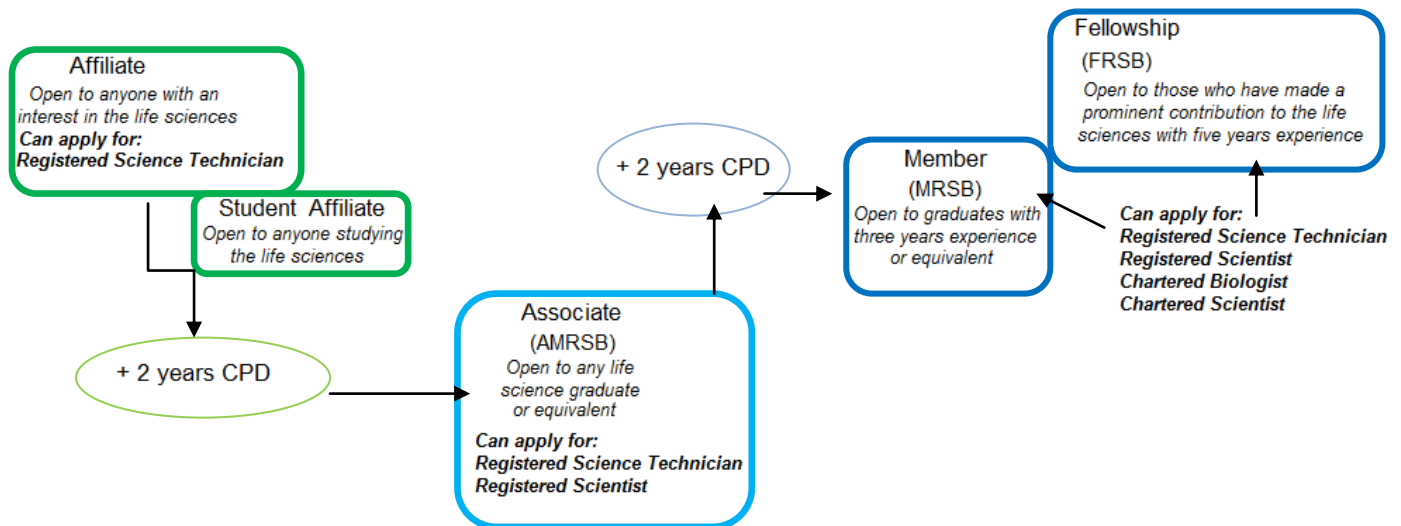 Affiliate
Open to anyone with an
interest in the life sciences
Can apply for:
Registered Science Technician
Student Affiliate
Open to anyone studying
the life sciences
+ 2 years CPD
Associate
(AMRSB)
Open to any life
science graduate
or equivalent
Can apply for:
Registered Science Technician
Registered Scientist
+ 2 years CPD
Member
(MRSB)
Open to graduates with
three years experience
or equivalent
Fellowship
(FRSB)
Open to those who have made a
prominent contribution to the life
sciences with five years experience
Can apply for:
Registered Science Technician
Registered Scientist
Chartered Biologist
Chartered Scientist